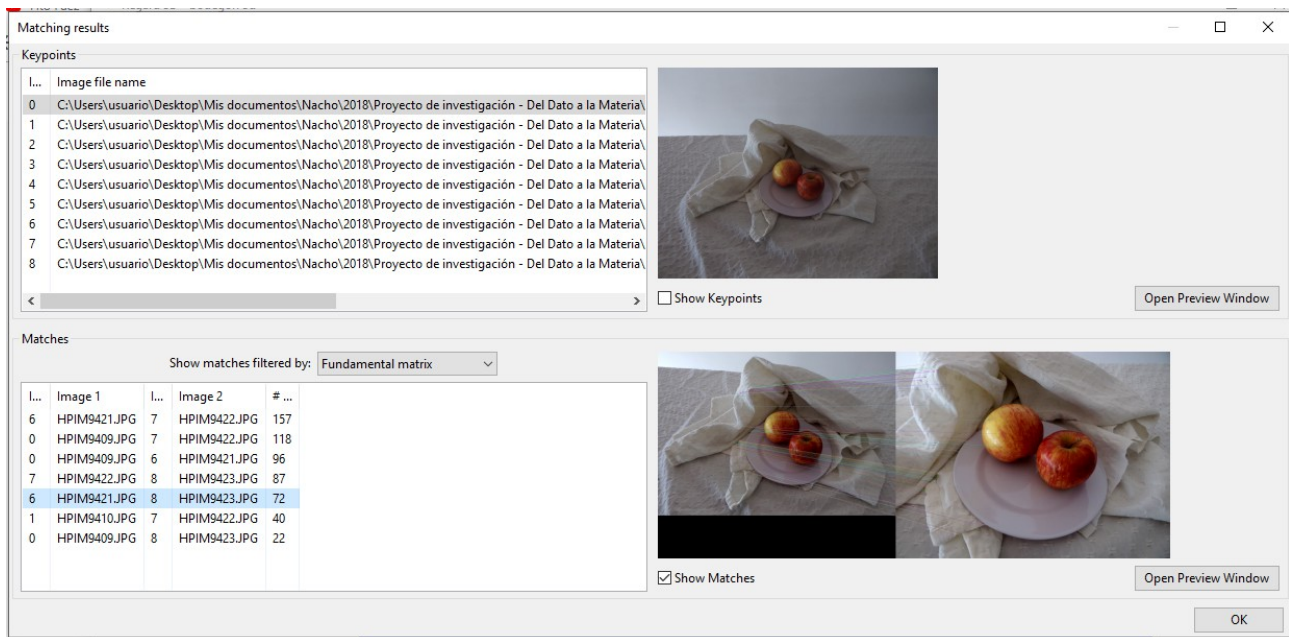 Matching results
Keypoints
I... Image file name
0 C:\Users\usuario\Desktop\Mis documentos\Nacho\2018\Proyecto de investigación - Del Dato a la Materia\
1 C:\Users\usuario\Desktop\Mis documentos\Nacho\2018\Proyecto de investigación - Del Dato a la Materia\
2 C:\Users\usuario\Desktop\Mis documentos\Nacho\2018\Proyecto de investigación - Del Dato a la Materia\
3 C:\Users\usuario\Desktop\Mis documentos\Nacho\2018\Proyecto de investigación - Del Dato a la Materia\
4 C:\Users\usuario\Desktop\Mis documentos\Nacho\2018\Proyecto de investigación - Del Dato a la Materia\
5 C:\Users\usuario\Desktop\Mis documentos\Nacho\2018\Proyecto de investigación - Del Dato a la Materia\
6 C:\Users\usuario\Desktop\Mis documentos\Nacho\2018\Proyecto de investigación - Del Dato a la Materia\
7 C:\Users\usuario\Desktop\Mis documentos\Nacho\2018\Proyecto de investigación - Del Dato a la Materia\
8 C:\Users\usuario\Desktop\Mis documentos\Nacho\2018\Proyecto de investigación - Del Dato a la Materia\
Show Keypoints
Open Preview Window
Matches
Show matches filtered by: Fundamental matrix
I... Image 1 I... Image 2 # ...
6 HPIM9421.JPG 7 HPIM9422.JPG 157
0 HPIM9409.JPG 7 HPIM9422.JPG 118
0 HPIM9409.JPG 6 HPIM9421.JPG 96
7 HPIM9422.JPG 8 HPIM9423.JPG 87
6 HPIM9421.JPG 8 HPIM9423.JPG 72
1 HPIM9410.JPG 7 HPIM9422.JPG 40
0 HPIM9409.JPG 8 HPIM9423.JPG 22
Show Matches
Open Preview Window
OK